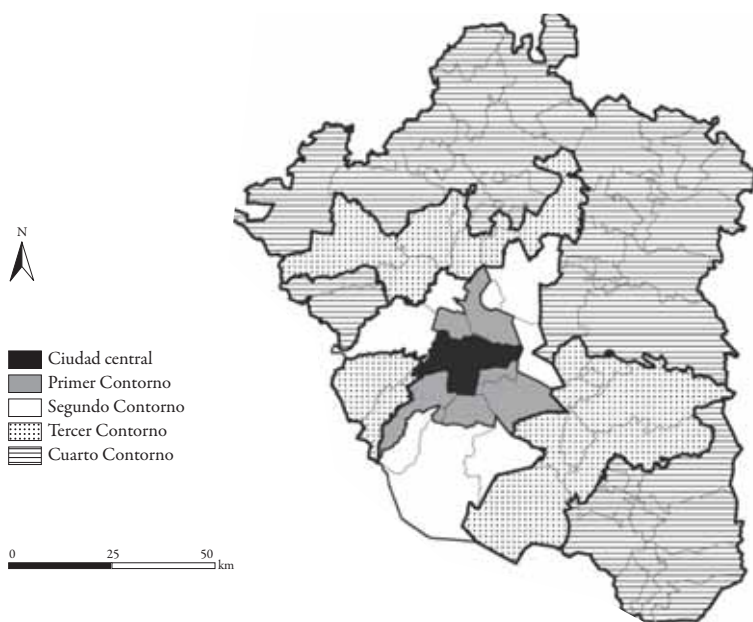 N
Ciudad central
Primer Contorno
Segundo Contorno
Tercer Contorno
Cuarto Contorno
0 25 50
km